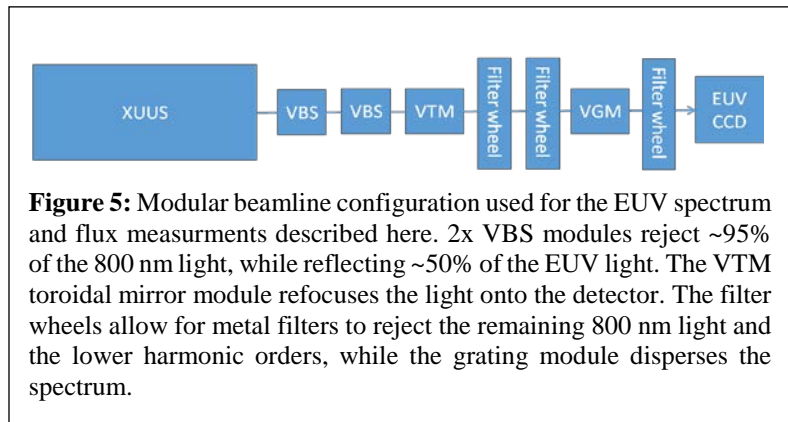 XUUS
VBS
VBS
VTM
Filter wheel
Filter wheel
VGM
Filter wheel
EUV
CCD
Figure 5: Modular beamline configuration used for the EUV spectrum
and flux measurments described here. 2x VBS modules reject ~95%
of the 800 nm light, while reflecting ~50% of the EUV light. The VTM
toroidal mirror module refocuses the light onto the detector. The filter
wheels allow for metal filters to reject the remaining 800 nm light and
the lower harmonic orders, while the grating module disperses the
spectrum.